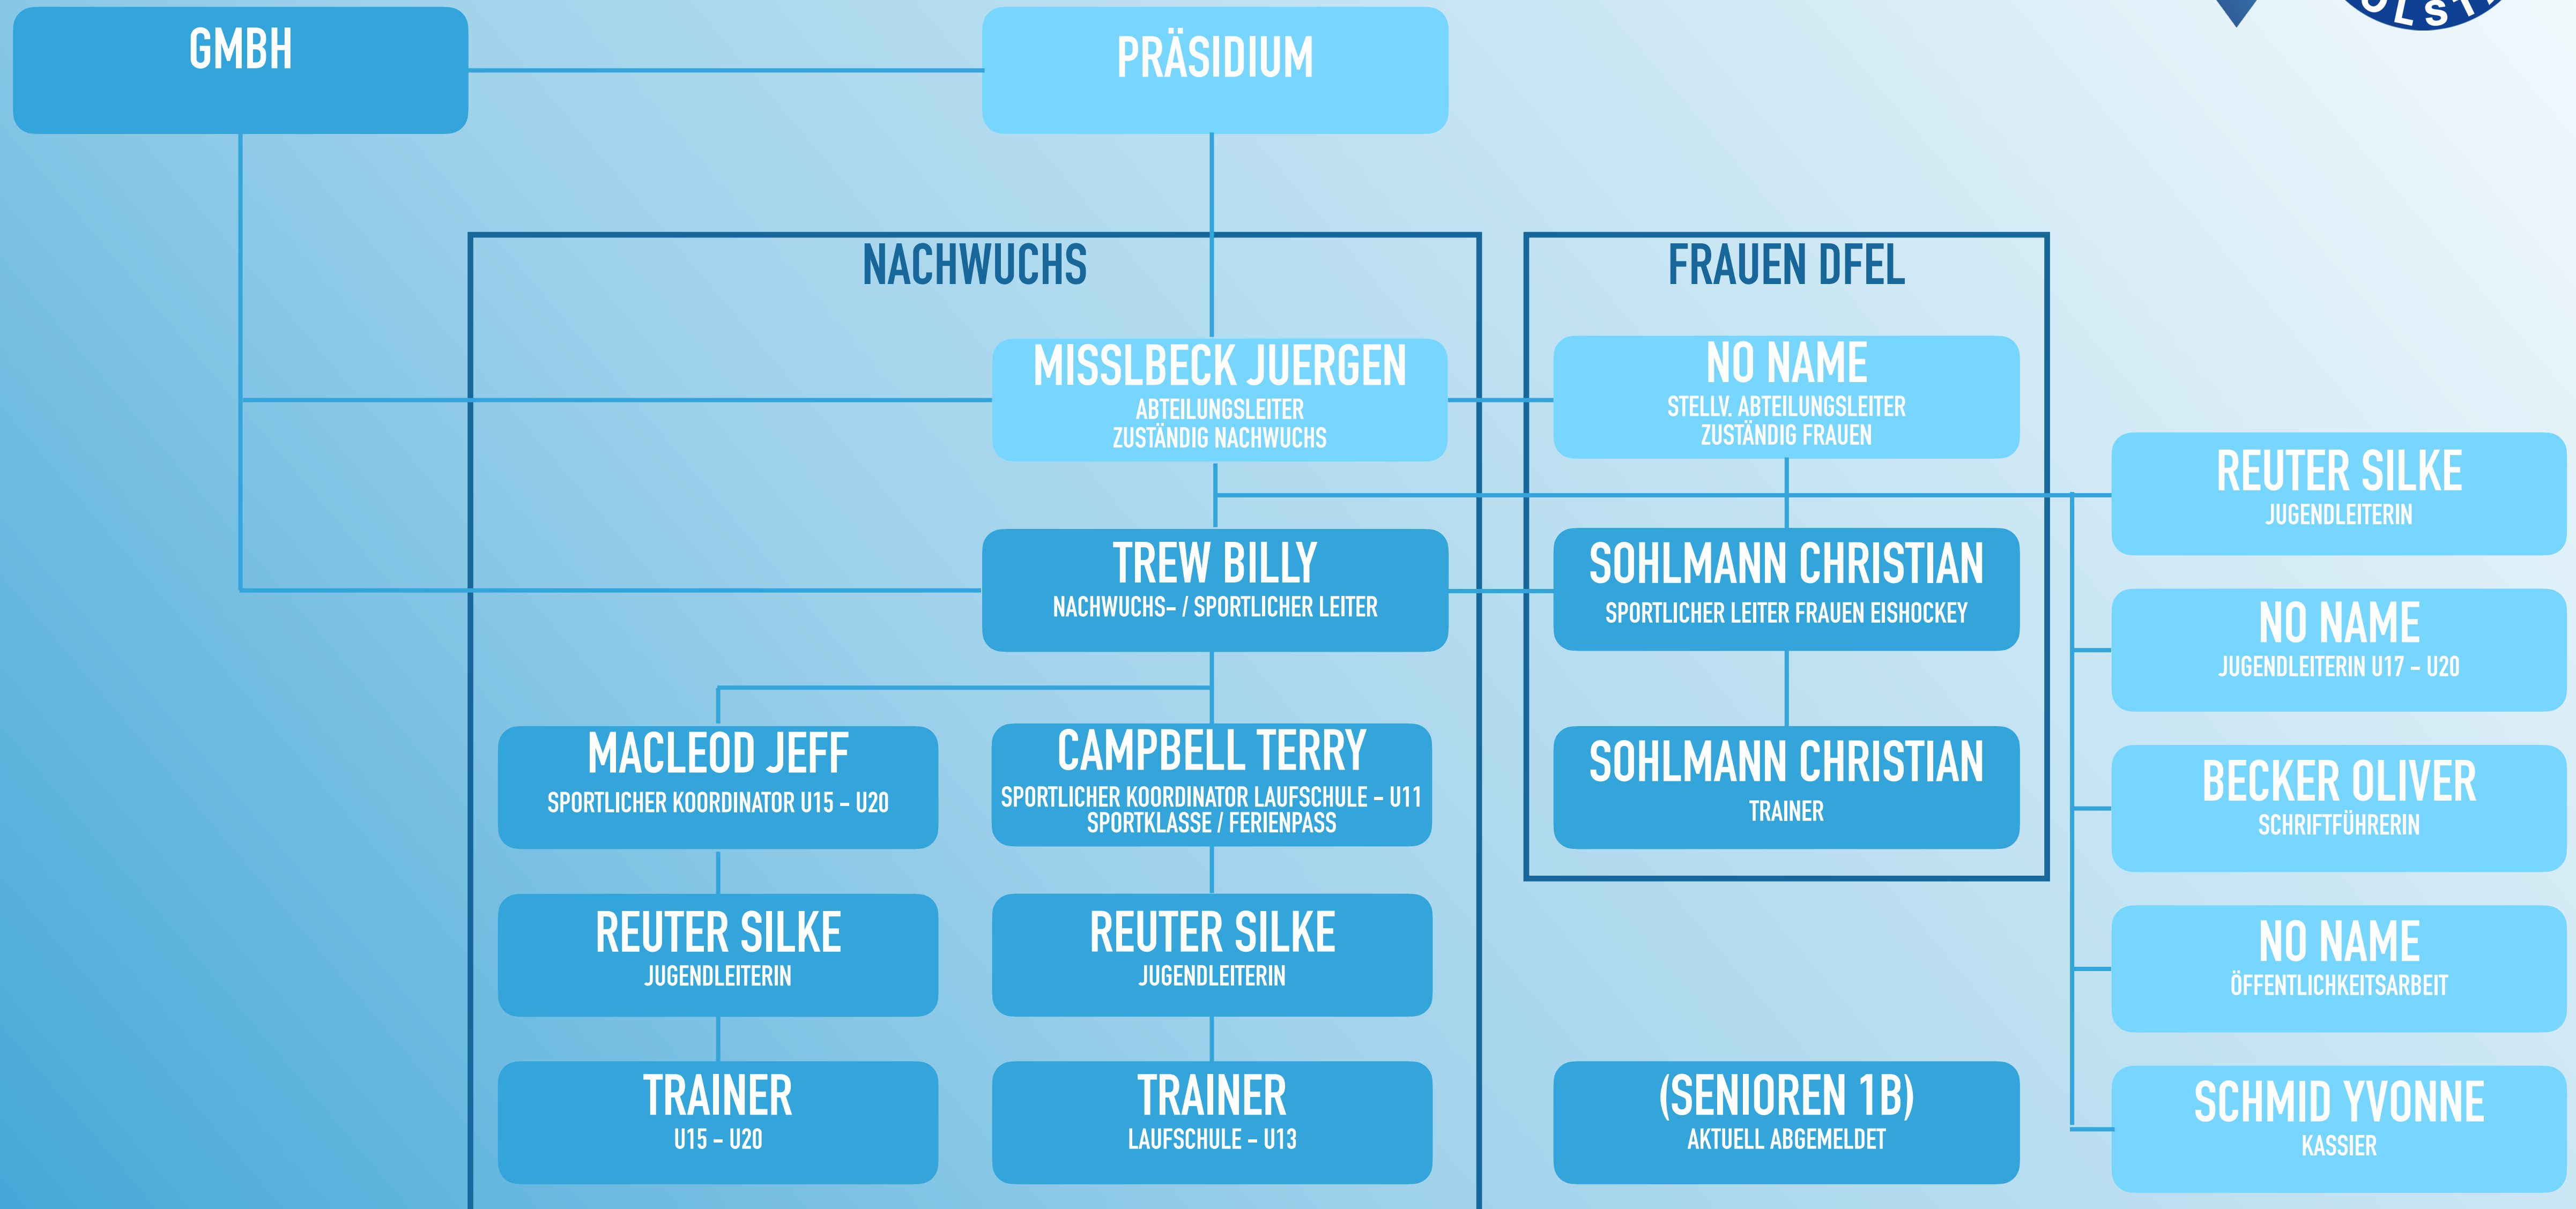 GMBH
PRÄSIDIUM
OLST
NACHWUCHS
FRAUEN DFEL
MISSLBECK JUERGEN
ABTEILUNGSLEITER
ZUSTÄNDIG NACHWUCHS
NO NAME
STELLV. ABTEILUNGSLEITER
ZUSTÄNDIG FRAUEN
REUTER SILKE
JUGENDLEITERIN
TREW BILLY
NACHWUCHS- / SPORTLICHER LEITER
SOHLMANN CHRISTIAN
SPORTLICHER LEITER FRAUEN EISHOCKEY
NO NAME
JUGENDLEITERIN U17 – U20
MACLEOD JEFF
SPORTLICHER KOORDINATOR U15 – U20
CAMPBELL TERRY
SPORTLICHER KOORDINATOR LAUFSCHULE – U11
SPORTKLASSE / FERIENPASS
SOHLMANN CHRISTIAN
TRAINER
BECKER OLIVER
SCHRIFTFÜHRERIN
REUTER SILKE
JUGENDLEITERIN
REUTER SILKE
JUGENDLEITERIN
NO NAME
ÖFFENTLICHKEITSARBEIT
TRAINER
U15 – U20
TRAINER
LAUFSCHULE – U13
(SENIOREN 1B)
AKTUELL ABGEMELDET
SCHMID YVONNE
KASSIER